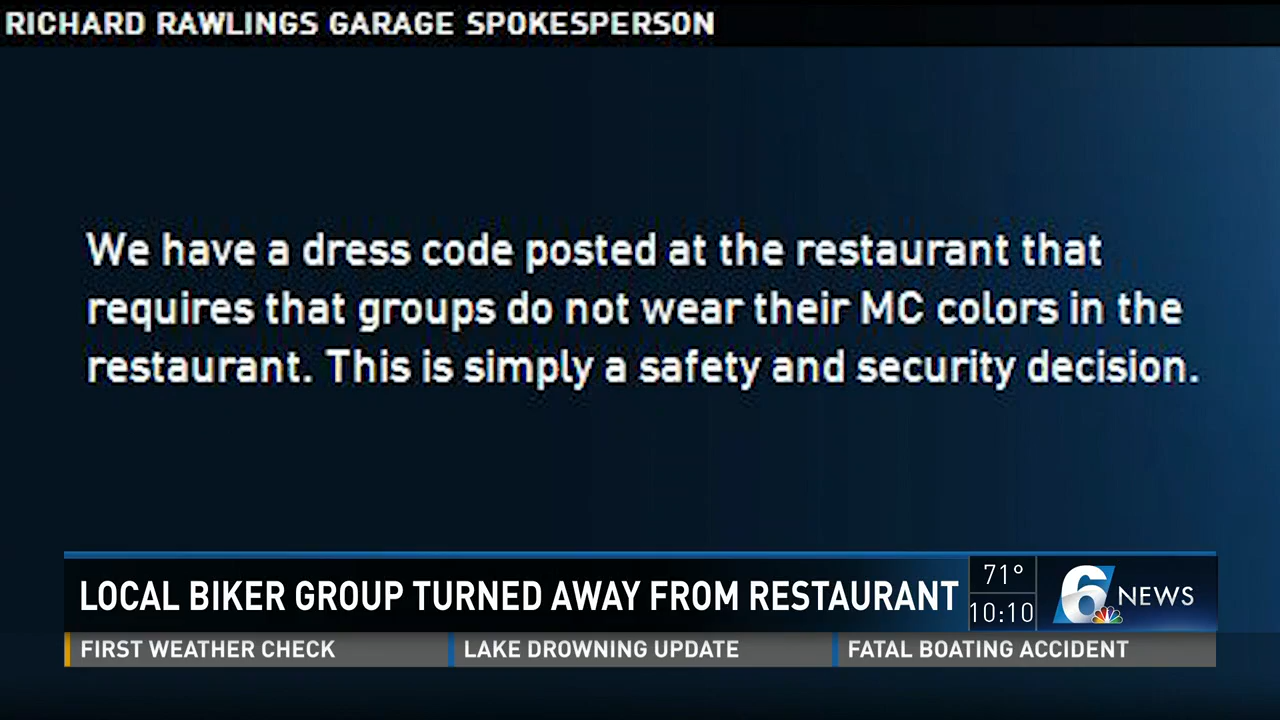 RICHARD RAWLINGS GARAGE SPOKESPERSON
We have a dress code posted at the restaurant that
requires that groups do not wear their MC colors in the
restaurant. This is simply a safety and security decision.
LOCAL BIKER GROUP TURNED AWAY FROM RESTAURANT
71°
10:10
6 NEWS
FIRST WEATHER CHECK
LAKE DROWNING UPDATE
FATAL BOATING ACCIDENT